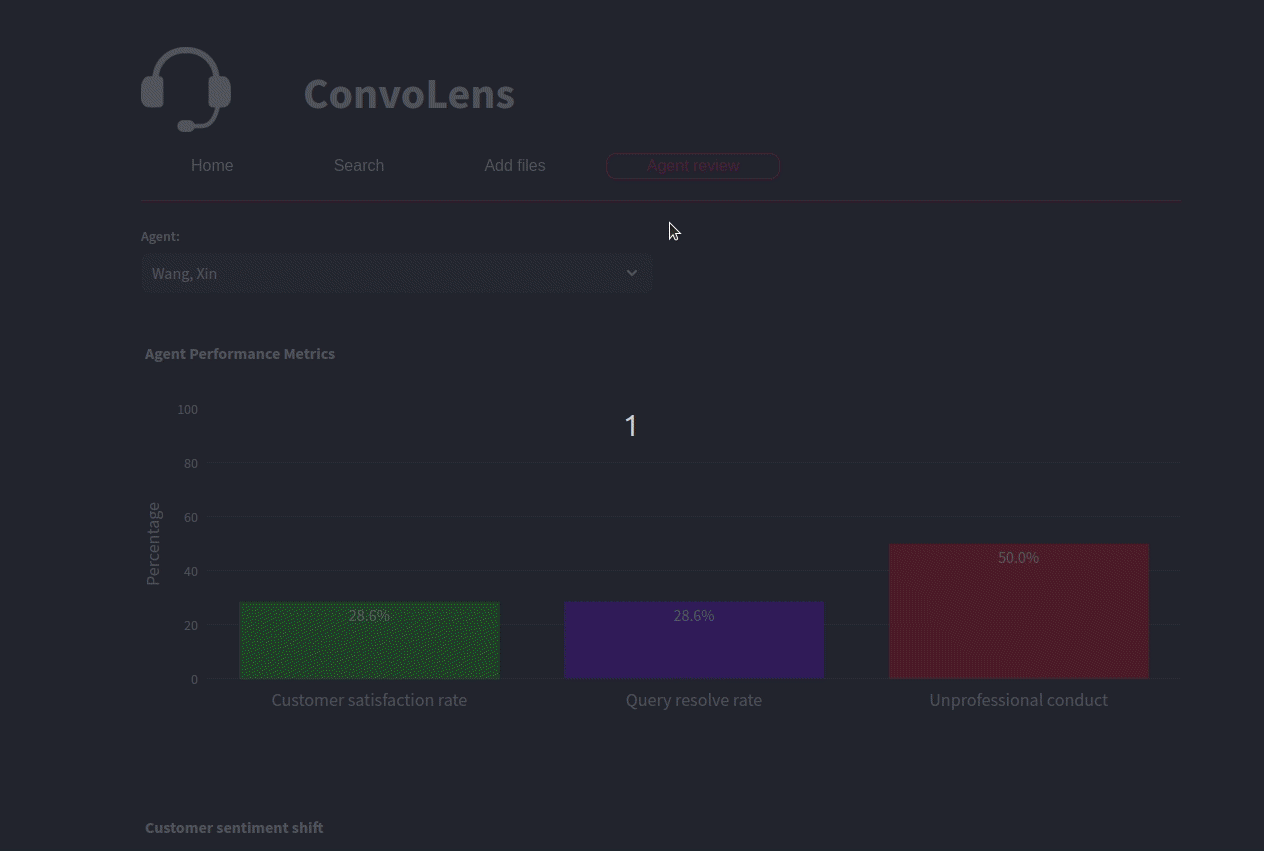 ConvoLens
Home Search Add files Agent review
Agent:
Wang, Xin
Agent Performance Metrics
100
1
80
60
Percentage
50.0%
40
28.6% 28.6%
20
0
Customer satisfaction rate Query resolve rate Unprofessional conduct
Customer sentiment shift